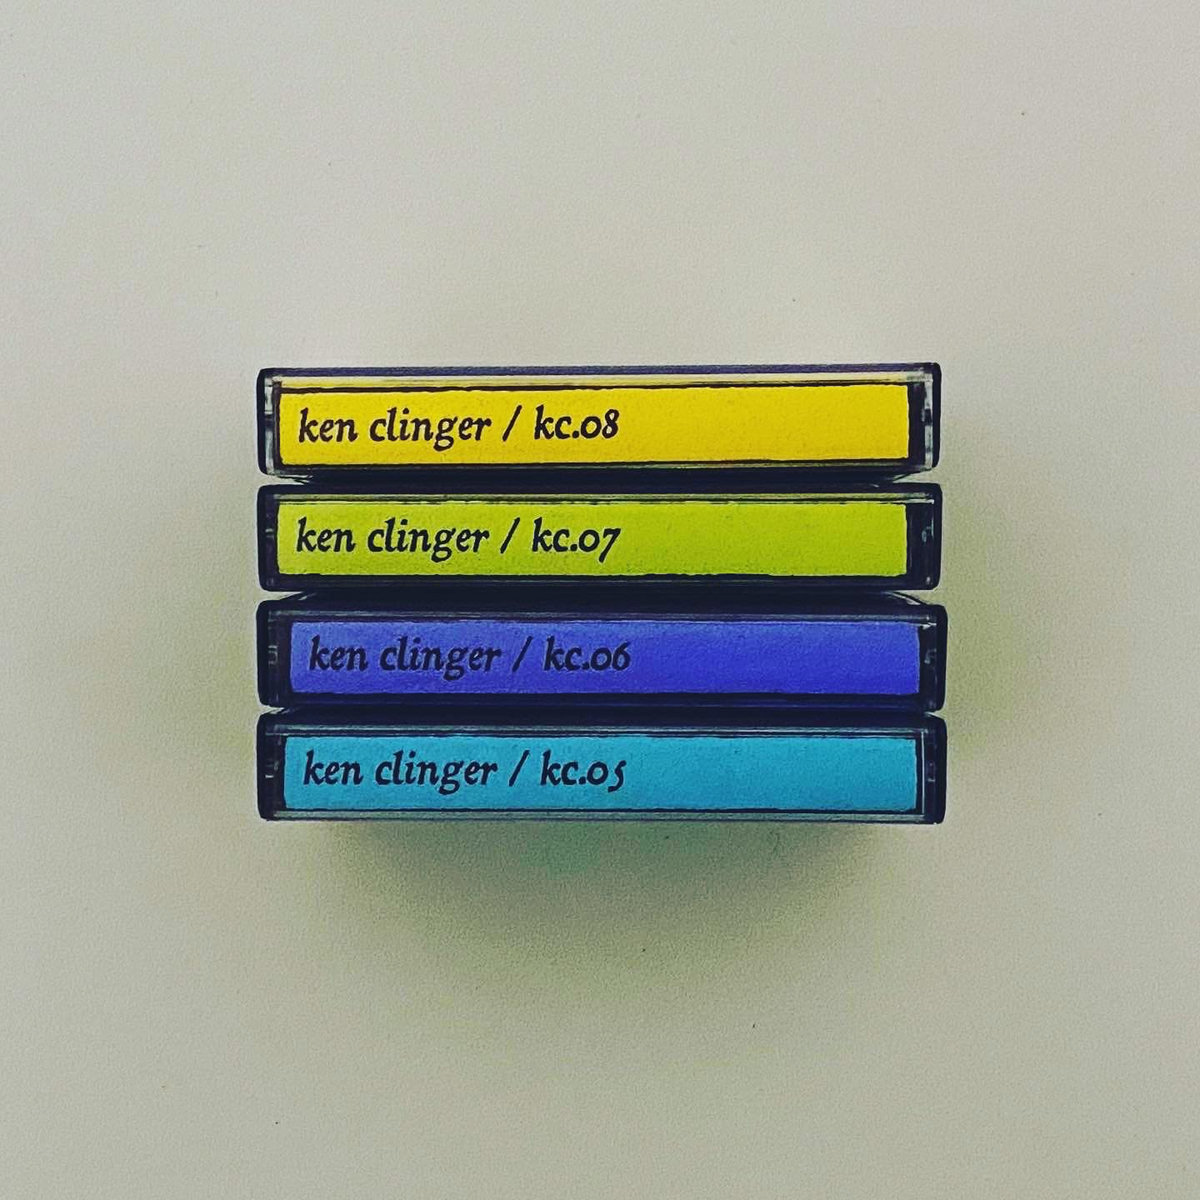 ken clinger / kc.08
ken clinger / kc.07
ken clinger / kc.06
ken clinger / kc.05